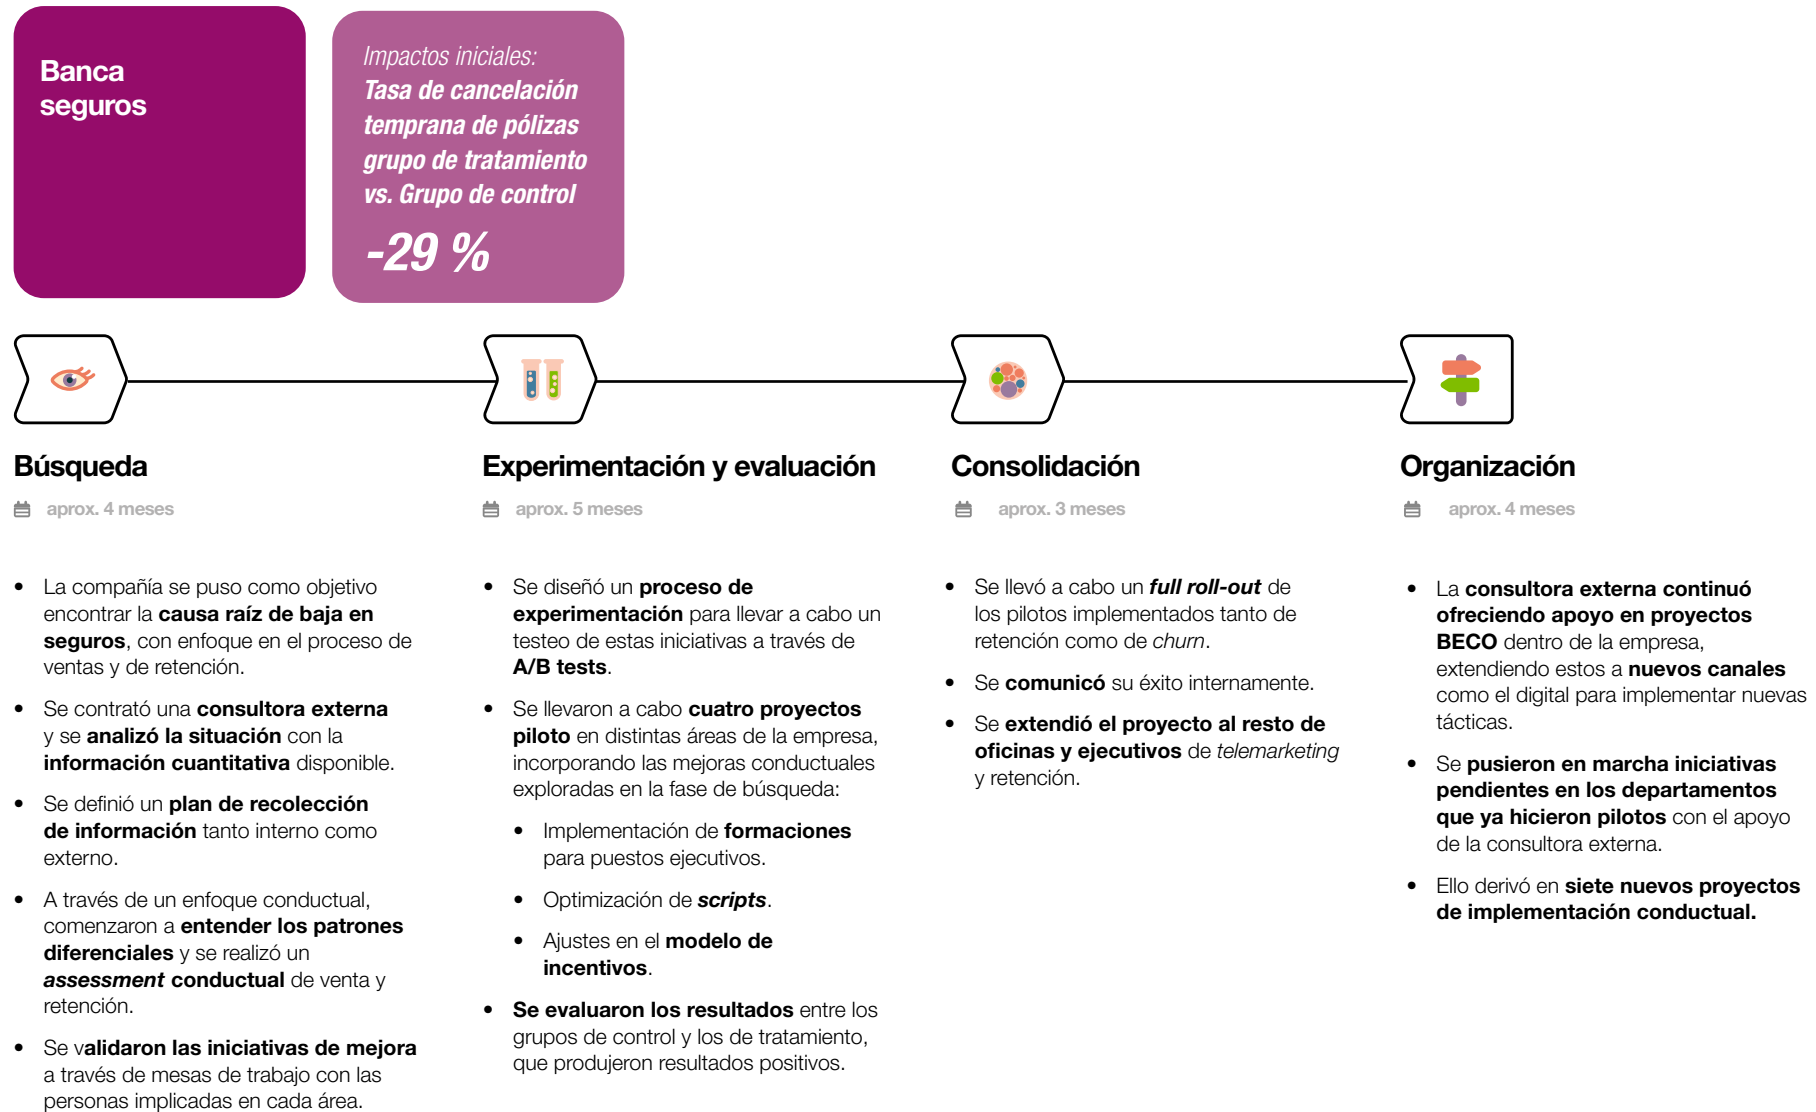 Banca
seguros
Impactos iniciales:
Tasa de cancelación
temprana de pólizas
grupo de tratamiento
vs. Grupo de control
-29 %
Búsqueda
aprox. 4 meses
• La compañía se puso como objetivo
encontrar la causa raíz de baja en
seguros, con enfoque en el proceso de
ventas y de retención.
• Se contrató una consultora externa
y se analizó la situación con la
información cuantitativa disponible.
• Se definió un plan de recolección
de información tanto interno como
externo.
• A través de un enfoque conductual,
comenzaron a entender los patrones
diferenciales y se realizó un
assessment conductual de venta y
retención.
• Se validaron las iniciativas de mejora
a través de mesas de trabajo con las
personas implicadas en cada área.
Experimentación y evaluación
aprox. 5 meses
• Se diseñó un proceso de
experimentación para llevar a cabo un
testeo de estas iniciativas a través de
A/B tests.
• Se llevaron a cabo cuatro proyectos
piloto en distintas áreas de la empresa,
incorporando las mejoras conductuales
exploradas en la fase de búsqueda:
• Implementación de formaciones
para puestos ejecutivos.
• Optimización de scripts.
• Ajustes en el modelo de
incentivos.
• Se evaluaron los resultados entre los
grupos de control y los de tratamiento,
que produjeron resultados positivos.
Consolidación
aprox. 3 meses
• Se llevó a cabo un full roll-out de
los pilotos implementados tanto de
retención como de churn.
• Se comunicó su éxito internamente.
• Se extendió el proyecto al resto de
oficinas y ejecutivos de telemarketing
y retención.
Organización
aprox. 4 meses
• La consultora externa continuó
ofreciendo apoyo en proyectos
BECO dentro de la empresa,
extendiendo estos a nuevos canales
como el digital para implementar nuevas
tácticas.
• Se pusieron en marcha iniciativas
pendientes en los departamentos
que ya hicieron pilotos con el apoyo
de la consultora externa.
• Ello derivó en siete nuevos proyectos
de implementación conductual.